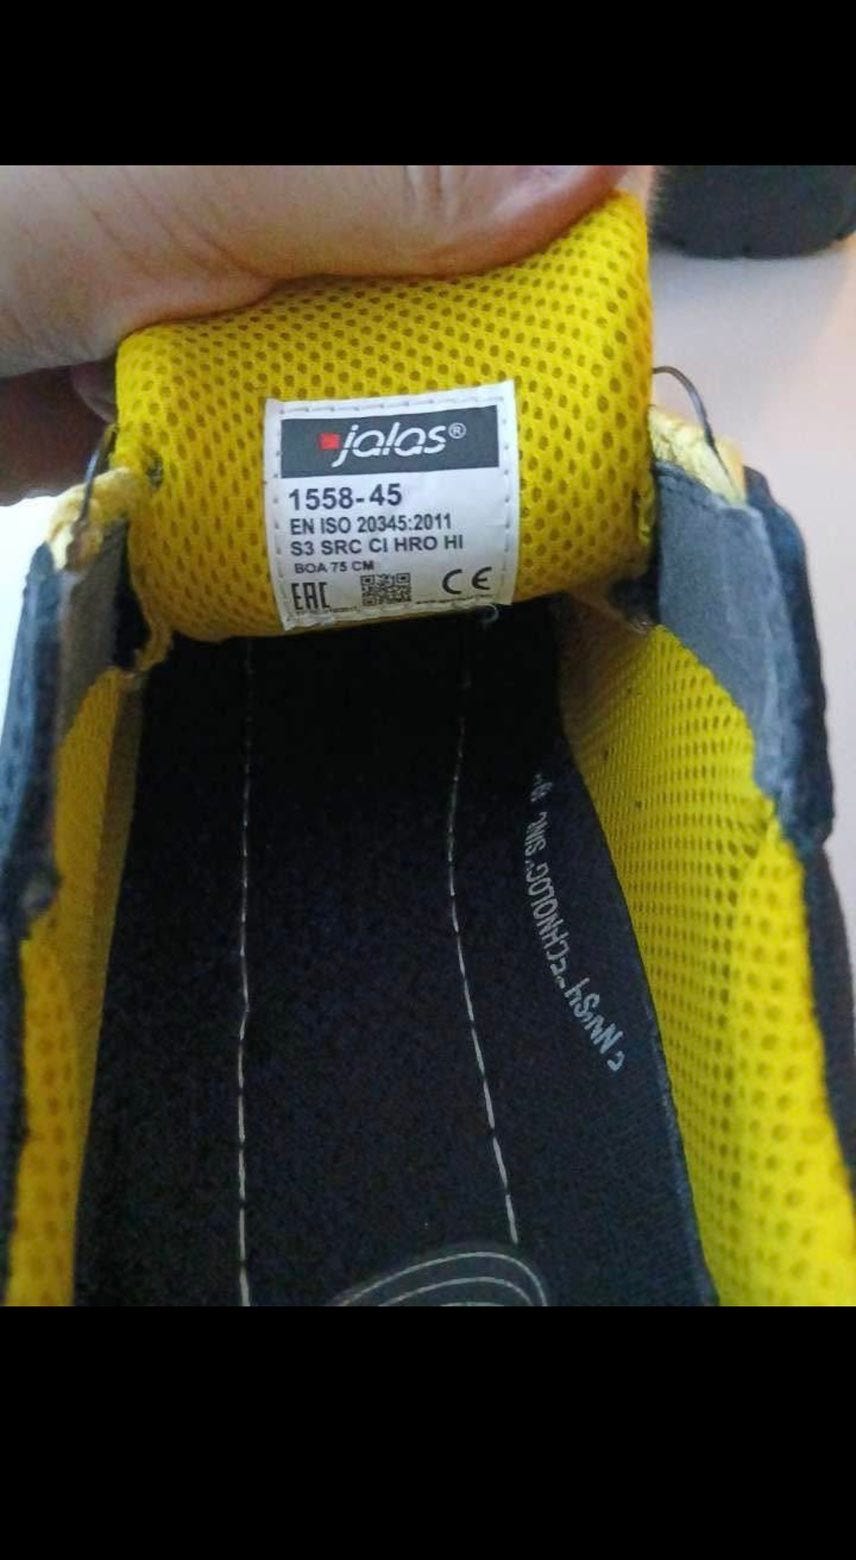 jalas®
1558-45
EN ISO 20345:2011
S3 SRC CI HRO HI
BOA 75 CM
EAC CE